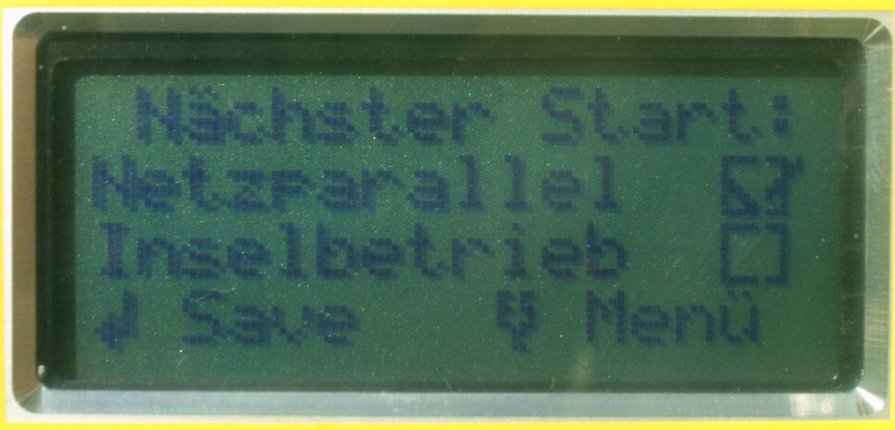 Nächster Start:
Netzparallel
Inselbetrieb
Save Menü